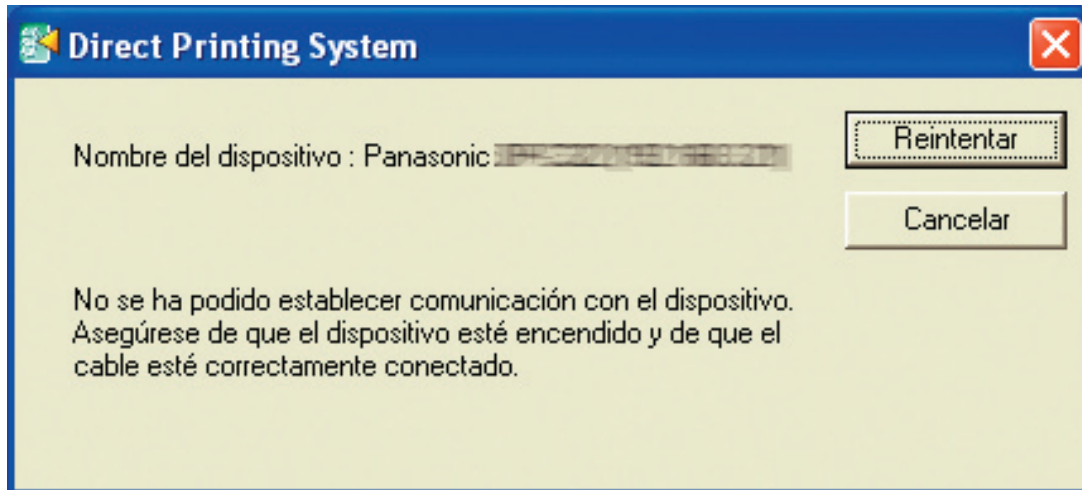 Direct Printing System
Nombre del dispositivo : Panasonic
Reintentar
Cancelar
No se ha podido establecer comunicación con el dispositivo.
Asegúrese de que el dispositivo esté encendido y de que el
cable esté correctamente conectado.